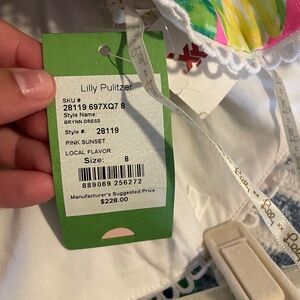 Lilly Pulitzer
SKU #
28119 697XQ7 8
Style Name:
BRYNN DRESS
Style #: 28119
PINK SUNSET
LOCAL FLAVOR
Size: 8
889069 256272
Manufacturer's Suggested Price
$228.00